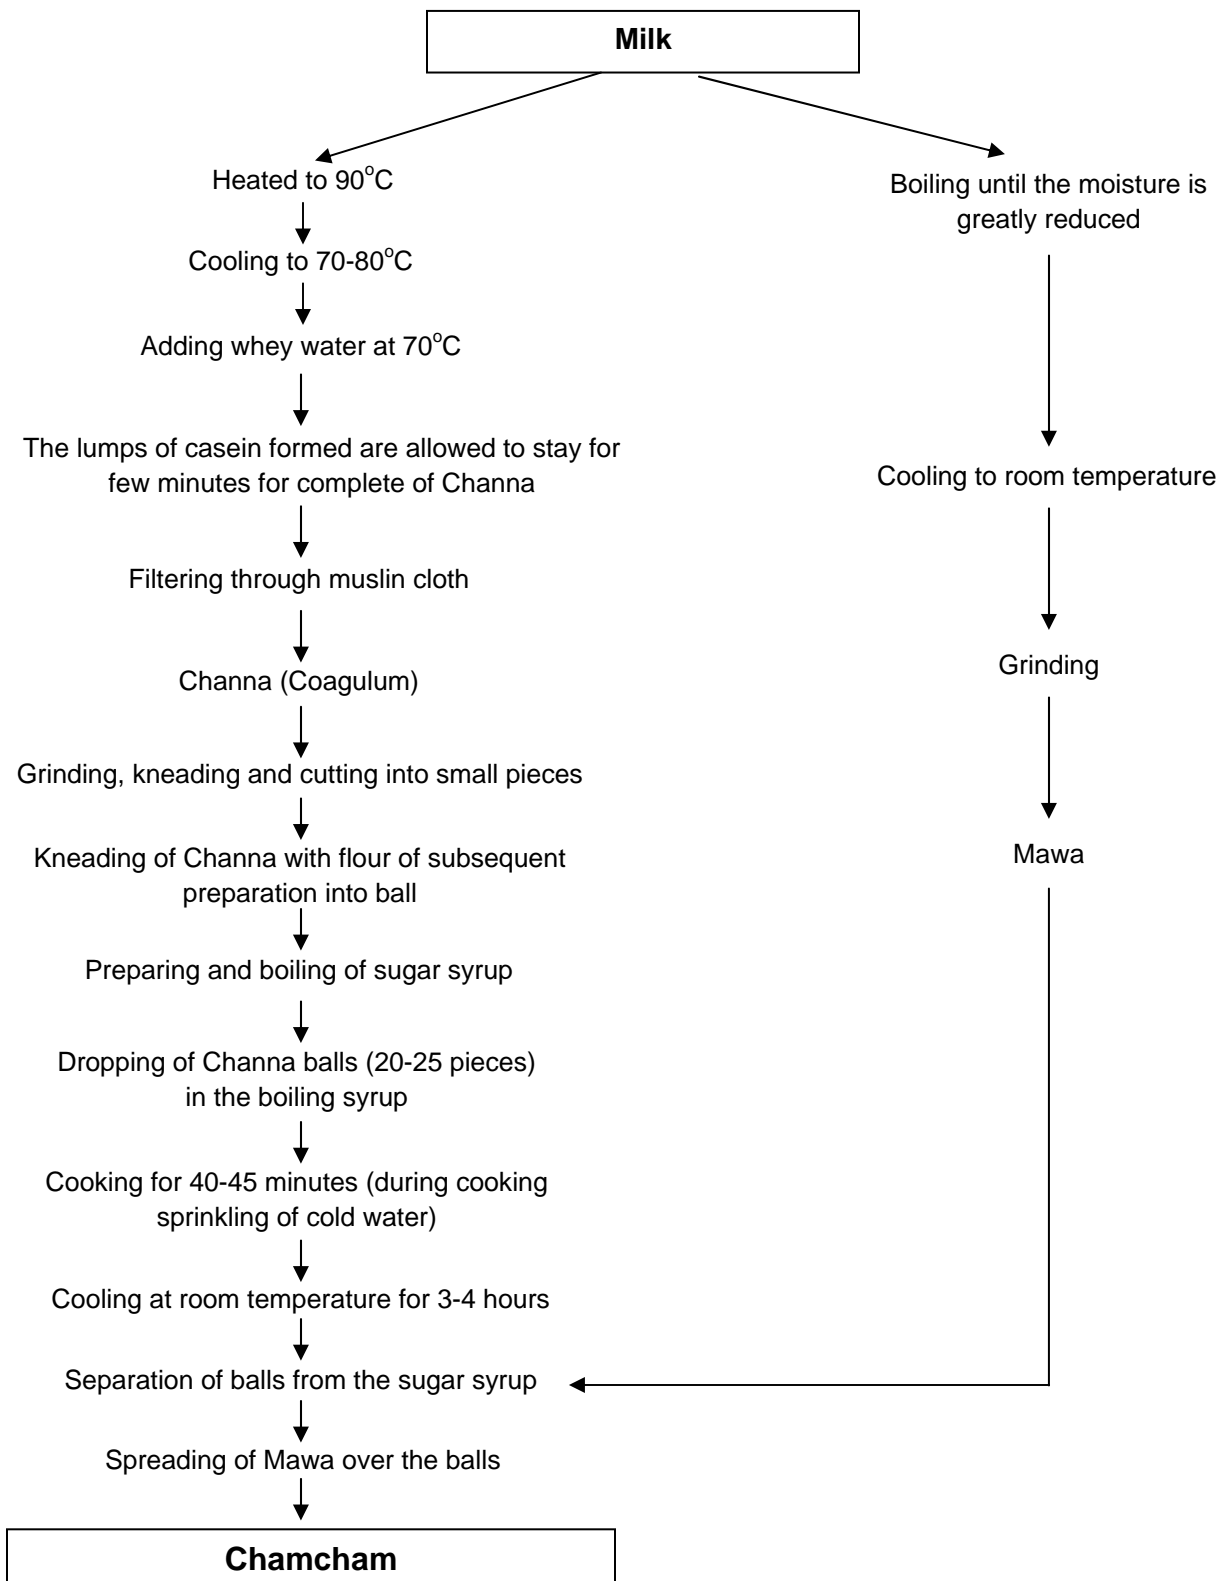 Milk
Heated to 90°C
Cooling to 70-80°C
Adding whey water at 70°C
The lumps of casein formed are allowed to stay for
few minutes for complete of Channa
Filtering through muslin cloth
Channa (Coagulum)
Grinding, kneading and cutting into small pieces
Kneading of Channa with flour of subsequent
preparation into ball
Preparing and boiling of sugar syrup
Dropping of Channa balls (20-25 pieces)
in the boiling syrup
Cooking for 40-45 minutes (during cooking
sprinkling of cold water)
Cooling at room temperature for 3-4 hours
Separation of balls from the sugar syrup
Spreading of Mawa over the balls
Chamcham
Boiling until the moisture is
greatly reduced
Cooling to room temperature
Grinding
Mawa